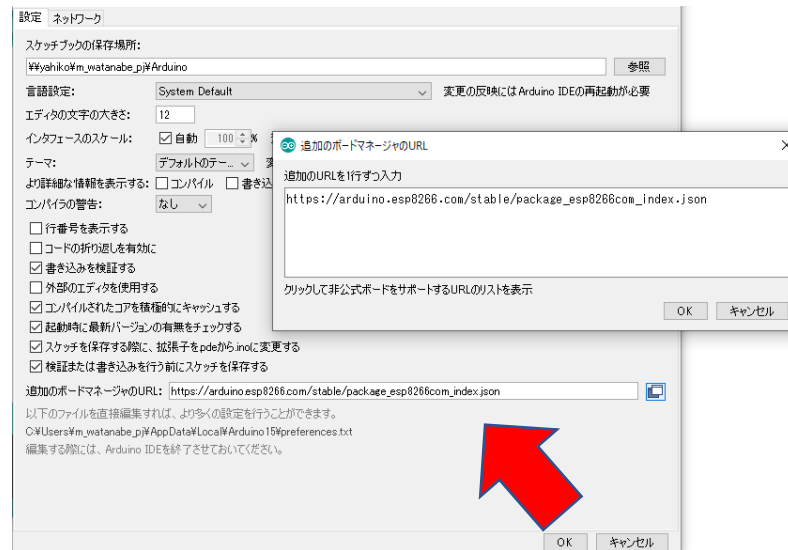 設定 ネットワーク
スケッチブックの保存場所:
¥¥yahiko¥m_watanabe_pj¥Arduino 参照
言語設定: System Default 変更の反映にはArduino IDEの再起動が必要
エディタの文字の大きさ: 12
インタフェースのスケール: 自動 100 %
テーマ: デフォルトのテー...
より詳細な情報を表示する: コンパイル 書き込
コンパイラの警告: なし
行番号を表示する
コードの折り返しを有効に
書き込みを検証する
外部のエディタを使用する
コンパイルされたコアを積極的にキャッシュする
起動時に最新バージョンの有無をチェックする
スケッチを保存する際に、拡張子をpdeから.inoに変更する
検証または書き込みを行う前にスケッチを保存する
追加のボードマネージャのURL: https://arduino.esp8266.com/stable/package_esp8266com_index.json
以下のファイルを直接編集すれば、より多くの設定を行うことができます。
C:¥Users¥m_watanabe_pj¥AppData¥Local¥Arduino15¥preferences.txt
編集する際には、Arduino IDEを終了させておいてください。
OK キャンセル
追加のボードマネージャのURL
追加のURLを1行ずつ入力
https://arduino.esp8266.com/stable/package_esp8266com_index.json
クリックして非公式ボードをサポートするURLのリストを表示
OK キャンセル